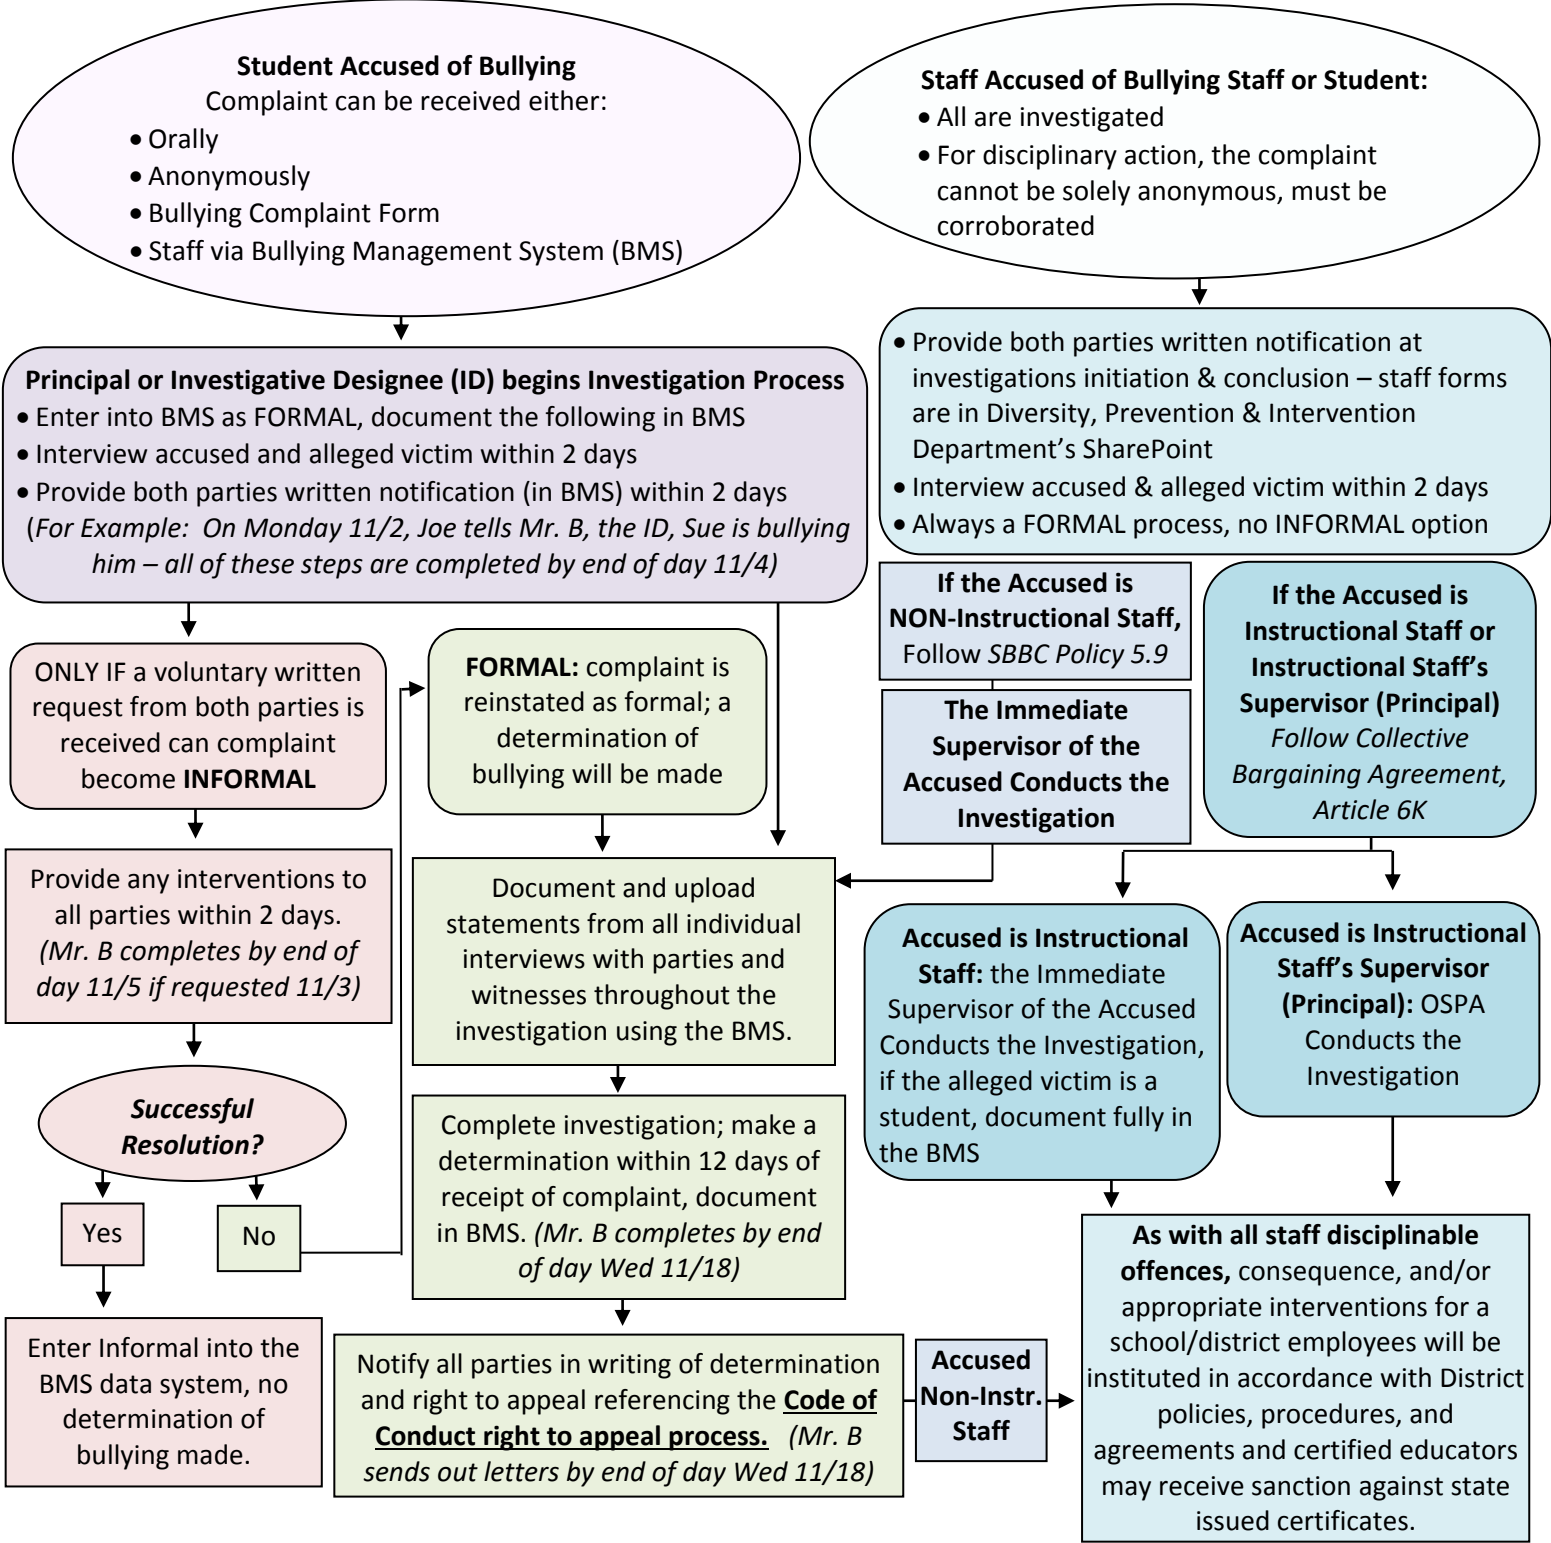 Student Accused of Bullying
Complaint can be received either:
• Orally
• Anonymously
• Bullying Complaint Form
• Staff via Bullying Management System (BMS)
Staff Accused of Bullying Staff or Student:
• All are investigated
• For disciplinary action, the complaint
cannot be solely anonymous, must be
corroborated
Principal or Investigative Designee (ID) begins Investigation Process
• Enter into BMS as FORMAL, document the following in BMS
• Interview accused and alleged victim within 2 days
• Provide both parties written notification (in BMS) within 2 days
(For Example: On Monday 11/2, Joe tells Mr. B, the ID, Sue is bullying
him – all of these steps are completed by end of day 11/4)
• Provide both parties written notification at
investigations initiation & conclusion – staff forms
are in Diversity, Prevention & Intervention
Department's SharePoint
• Interview accused & alleged victim within 2 days
• Always a FORMAL process, no INFORMAL option
ONLY IF a voluntary written
request from both parties is
received can complaint
become INFORMAL
FORMAL: complaint is
reinstated as formal; a
determination of
bullying will be made
If the Accused is
NON-Instructional Staff,
Follow SBBC Policy 5.9
The Immediate
Supervisor of the
Accused Conducts the
Investigation
If the Accused is
Instructional Staff or
Instructional Staff's
Supervisor (Principal)
Follow Collective
Bargaining Agreement,
Article 6K
Provide any interventions to
all parties within 2 days.
(Mr. B completes by end of
day 11/5 if requested 11/3)
Document and upload
statements from all individual
interviews with parties and
witnesses throughout the
investigation using the BMS.
Accused is Instructional
Staff: the Immediate
Supervisor of the Accused
Conducts the Investigation,
if the alleged victim is a
student, document fully in
the BMS
Accused is Instructional
Staff's Supervisor
(Principal): OSPA
Conducts the
Investigation
Successful
Resolution?
Yes
No
Complete investigation; make a
determination within 12 days of
receipt of complaint, document
in BMS. (Mr. B completes by end
of day Wed 11/18)
Enter Informal into the
BMS data system, no
determination of
bullying made.
Notify all parties in writing of determination
and right to appeal referencing the Code of
Conduct right to appeal process. (Mr. B
sends out letters by end of day Wed 11/18)
Accused
Non-Instr.
Staff
As with all staff disciplinable
offences, consequence, and/or
appropriate interventions for a
school/district employees will be
instituted in accordance with District
policies, procedures, and
agreements and certified educators
may receive sanction against state
issued certificates.